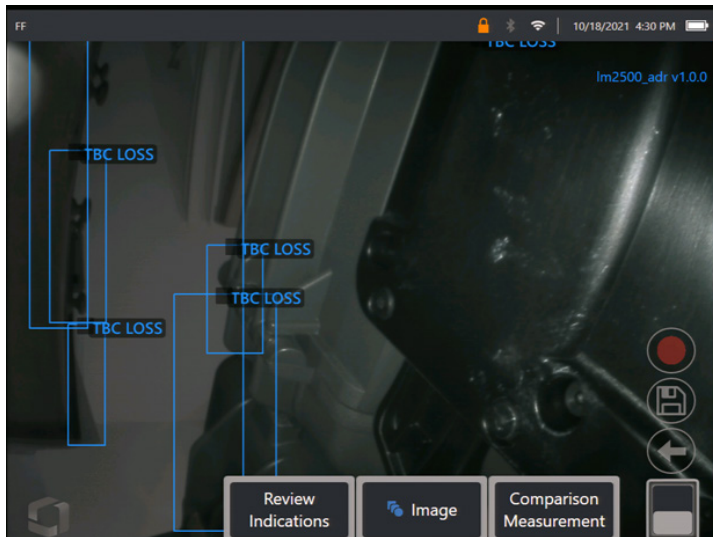 FF
10/18/2021 4:30 PM
TBC LOSS
lm2500_adr v1.0.0
TBC LOSS
TBC LOSS
TBC LOSS
TBC LOSS
Review
Indications
Image
Comparison
Measurement